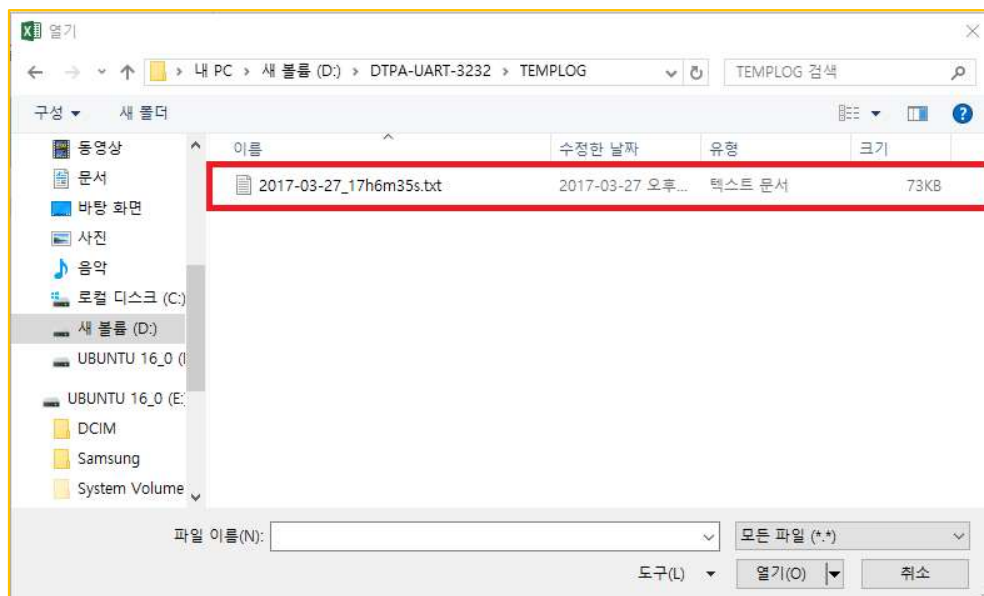 열기
내 PC > 새 볼륨 (D:) > DTPA-UART-3232 > TEMPLOG
TEMPLOG 검색
구성 새 폴더
이름 수정한 날짜 유형 크기
2017-03-27_17h6m35s.txt 2017-03-27 오후... 텍스트 문서 73KB
동영상
문서
바탕 화면
사진
음악
로컬 디스크 (C:)
새 볼륨 (D:)
UBUNTU 16_0 (
UBUNTU 16_0 (E:
DCIM
Samsung
System Volume
파일 이름(N):
모든 파일 (*.*)
도구(L) 열기(O) 취소